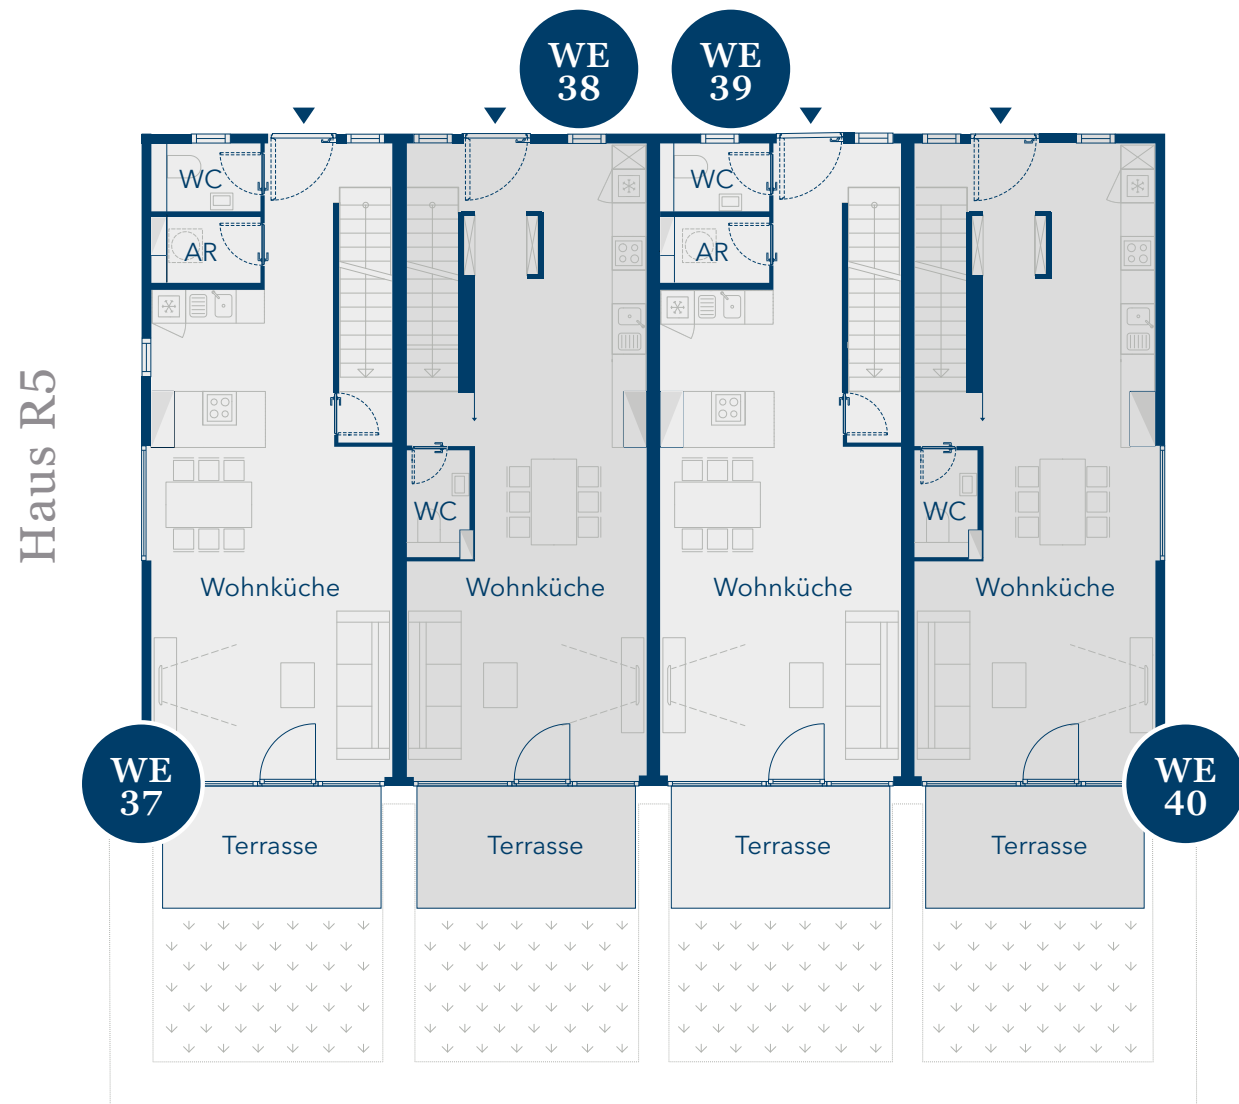 WE
38
WE
39
WC
WC
AR
AR
Haus R5
WC
WC
Wohnküche
Wohnküche
Wohnküche
Wohnküche
WE
37
WE
40
Terrasse
Terrasse
Terrasse
Terrasse